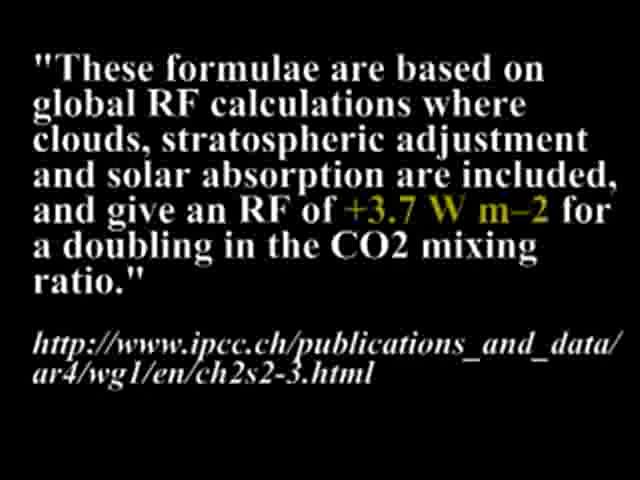 "These formulae are based on
global RF calculations where
clouds, stratospheric adjustment
and solar absorption are included,
and give an RF of +3.7 W m–2 for
a doubling in the CO2 mixing
ratio."
http://www.ipcc.ch/publications_and_data/
ar4/wg1/en/ch2s2-3.html